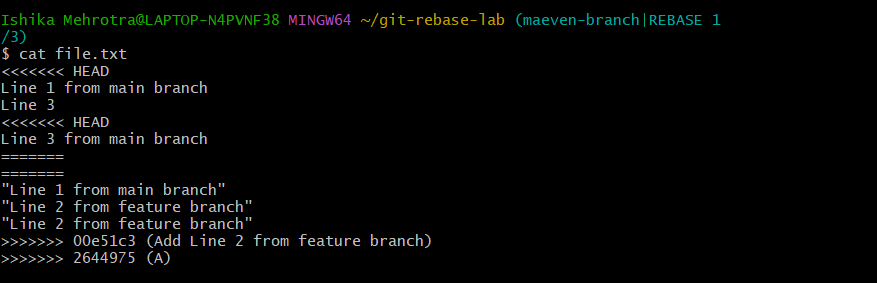 Ishika Mehrotra@LAPTOP-N4PVNF38 MINGW64 ~/git-rebase-lab (maeven-branch|REBASE 1
/3)
$ cat file.txt
<<<<<<< HEAD
Line 1 from main branch
Line 3
<<<<<<< HEAD
Line 3 from main branch
=======
=======
"Line 1 from main branch"
"Line 2 from feature branch"
"Line 2 from feature branch"
>>>>>>> 00e51c3 (Add Line 2 from feature branch)
>>>>>>> 2644975 (A)